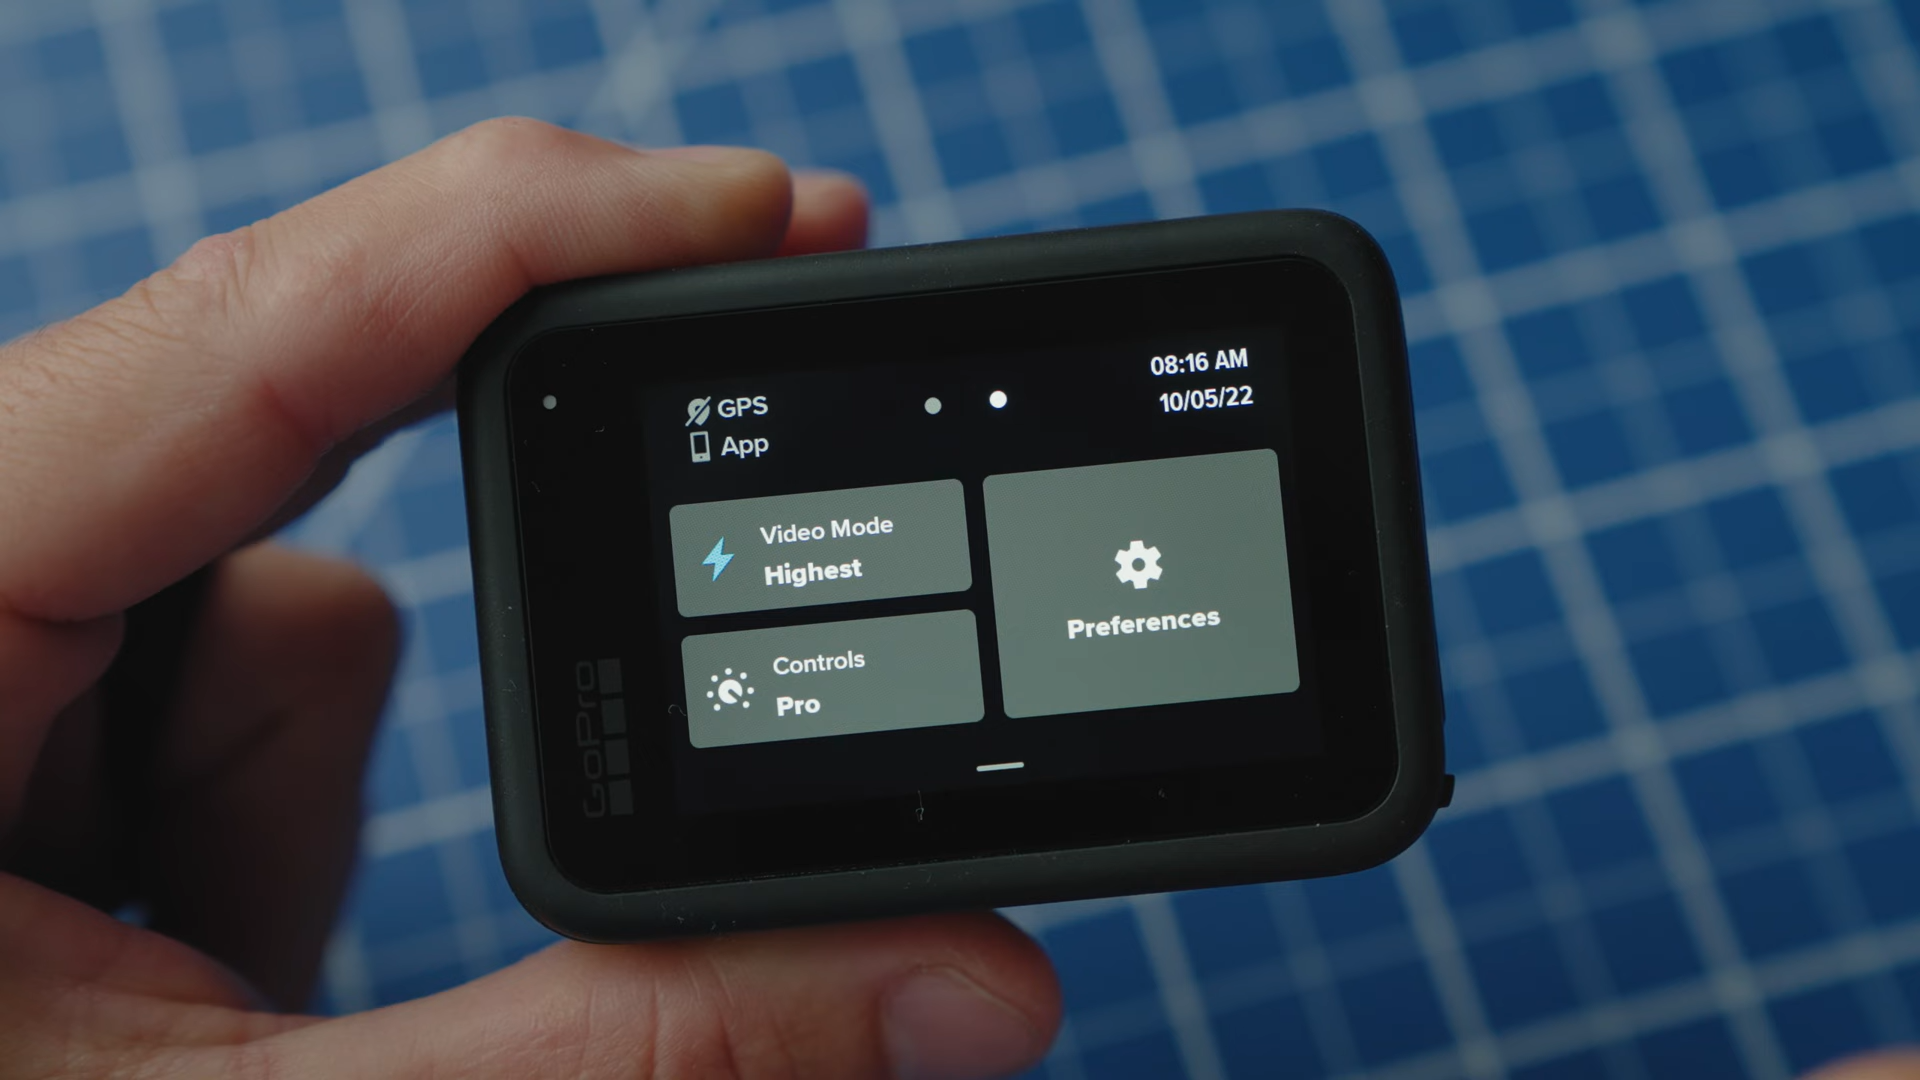 GPS
App
08:16 AM
10/05/22
Video Mode
Highest
Controls
Pro
Preferences
GoPro